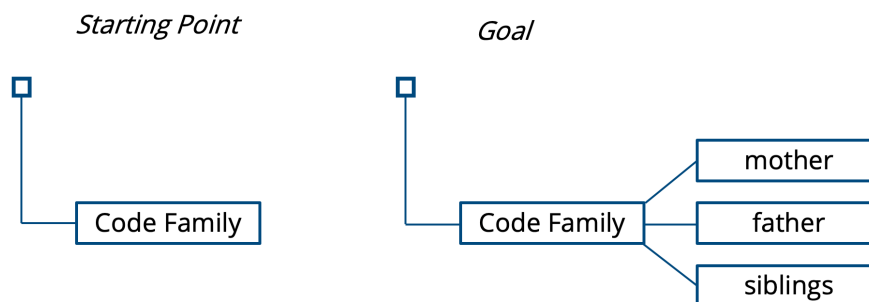 Starting Point
Goal
mother
Code Family
Code Family
father
siblings